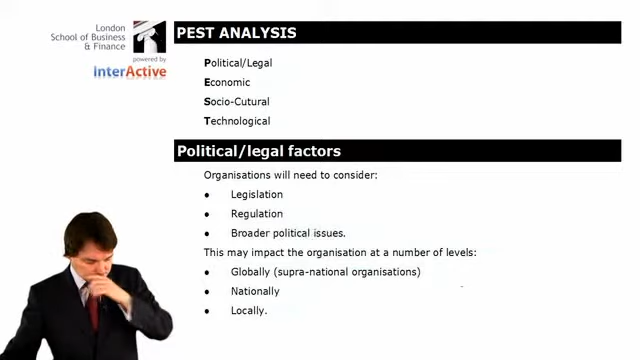 London
School of Business
& Finance
powered by
InterActive
PEST ANALYSIS
Political/Legal
Economic
Socio-Cutural
Technological
Political/legal factors
Organisations will need to consider:
● Legislation
● Regulation
● Broader political issues.
This may impact the organisation at a number of levels:
● Globally (supra-national organisations)
● Nationally
● Locally.